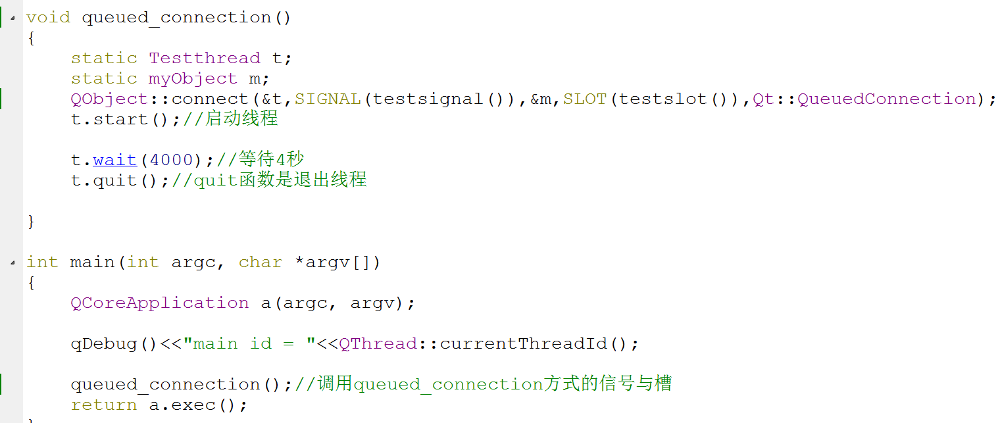 void queued_connection()
{
    static Testthread t;
    static myObject m;
    QObject::connect(&t,SIGNAL(testsignal()),&m,SLOT(testslot()),Qt::QueuedConnection);
    t.start();//启动线程
    t.wait(4000);//等待4秒
    t.quit();//quit函数是退出线程
}
int main(int argc, char *argv[])
{
    QCoreApplication a(argc, argv);
    qDebug()<<"main id = "<<QThread::currentThreadId();
    queued_connection();//调用queued_connection方式的信号与槽
    return a.exec();
}